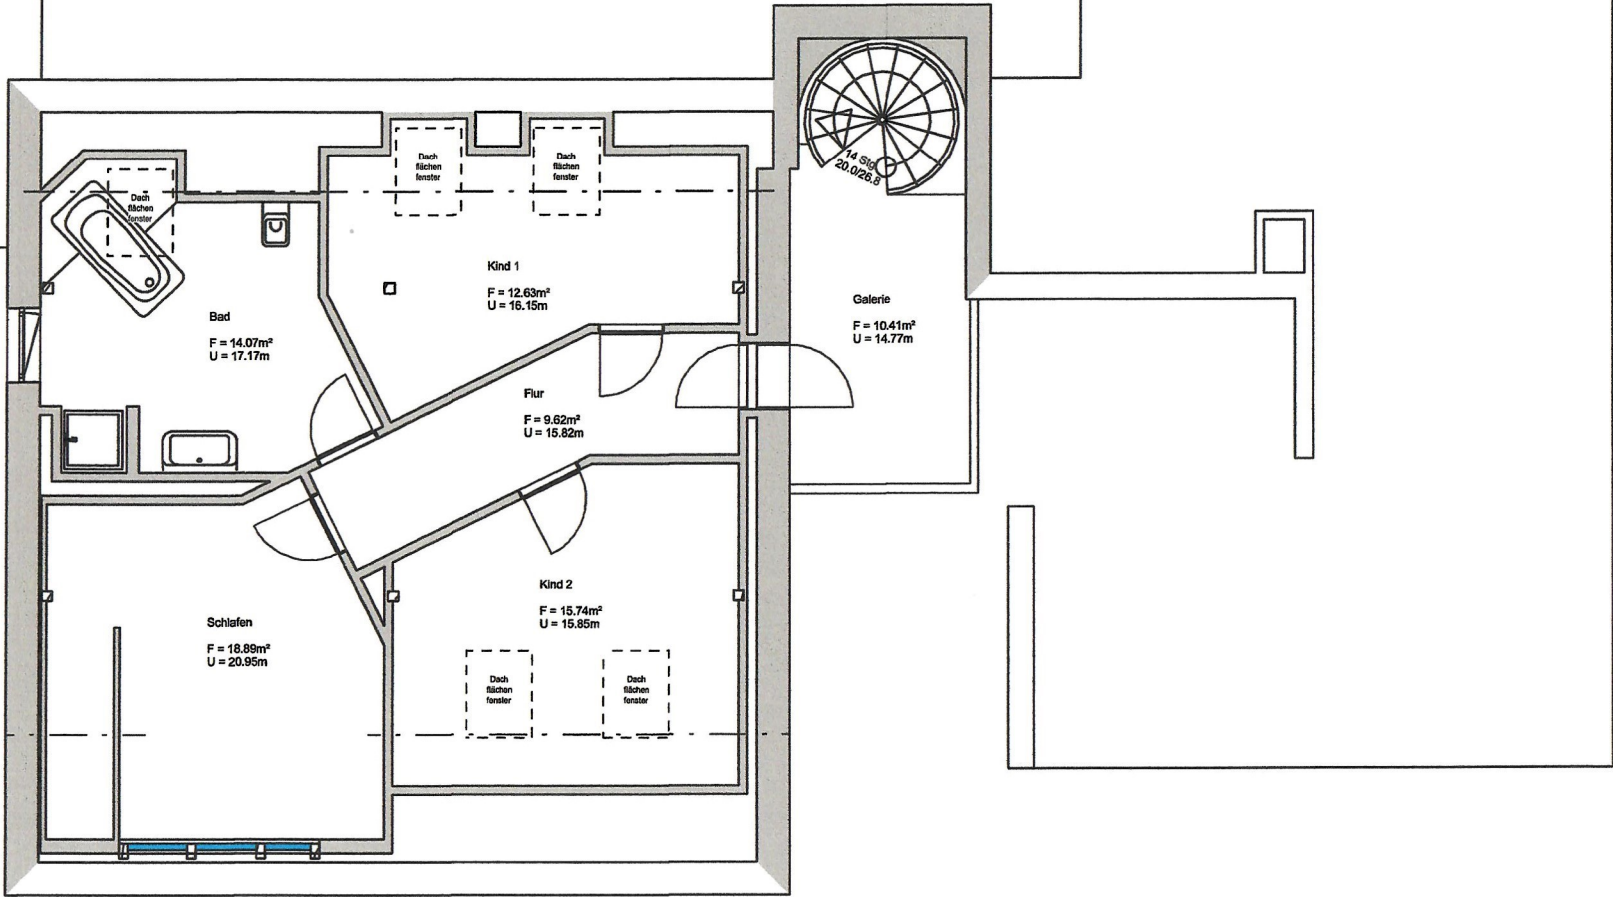 14 Stg
20.0/26.8
Dach
flächen
fenster
Dach
flächen
fenster
Dach
flächen
fenster
Kind 1
F = 12.63m²
U = 16.15m
Galerie
F = 10.41m²
U = 14.77m
Bad
F = 14.07m²
U = 17.17m
Flur
F = 9.62m²
U = 15.82m
Kind 2
F = 15.74m²
U = 15.85m
Schlafen
F = 18.89m²
U = 20.95m
Dach
flächen
fenster
Dach
flächen
fenster